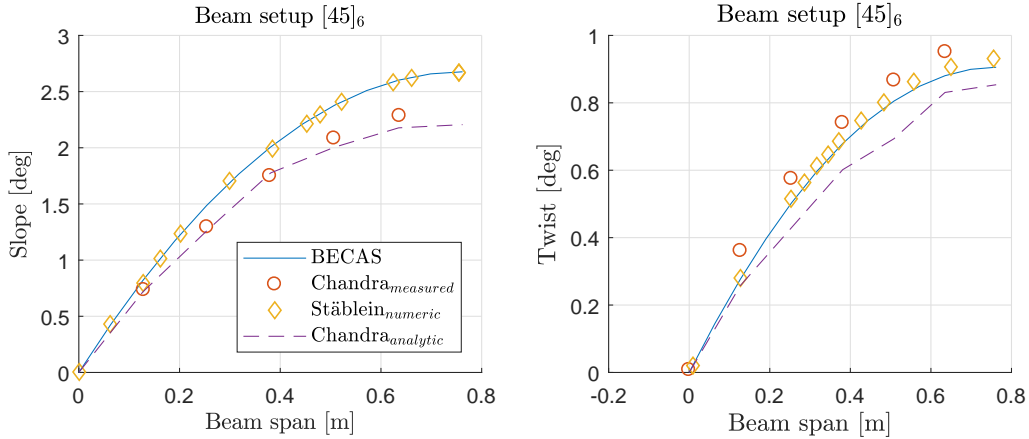 Beam setup [45]₆
3
2.5
2
1.5
1
0.5
0
0 0.2 0.4 0.6 0.8
Slope [deg]
Beam span [m]
BECAS
Chandra_measured
Stäblein_numeric
Chandra_analytic
Beam setup [45]₆
1
0.8
0.6
0.4
0.2
0
-0.2 0 0.2 0.4 0.6 0.8
Twist [deg]
Beam span [m]